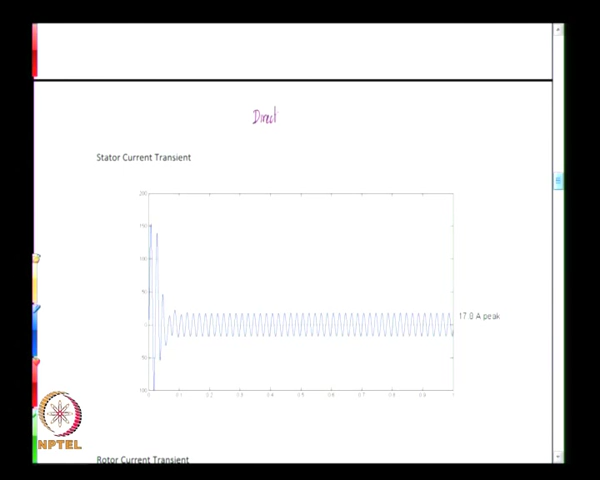 Direct
Stator Current Transient
200
150
100
50
0
50
100
0 0.1 0.2 0.3 0.4 0.5 0.6 0.7 0.8 0.9 1
17.8 A peak
NPTEL
Rotor Current Transient